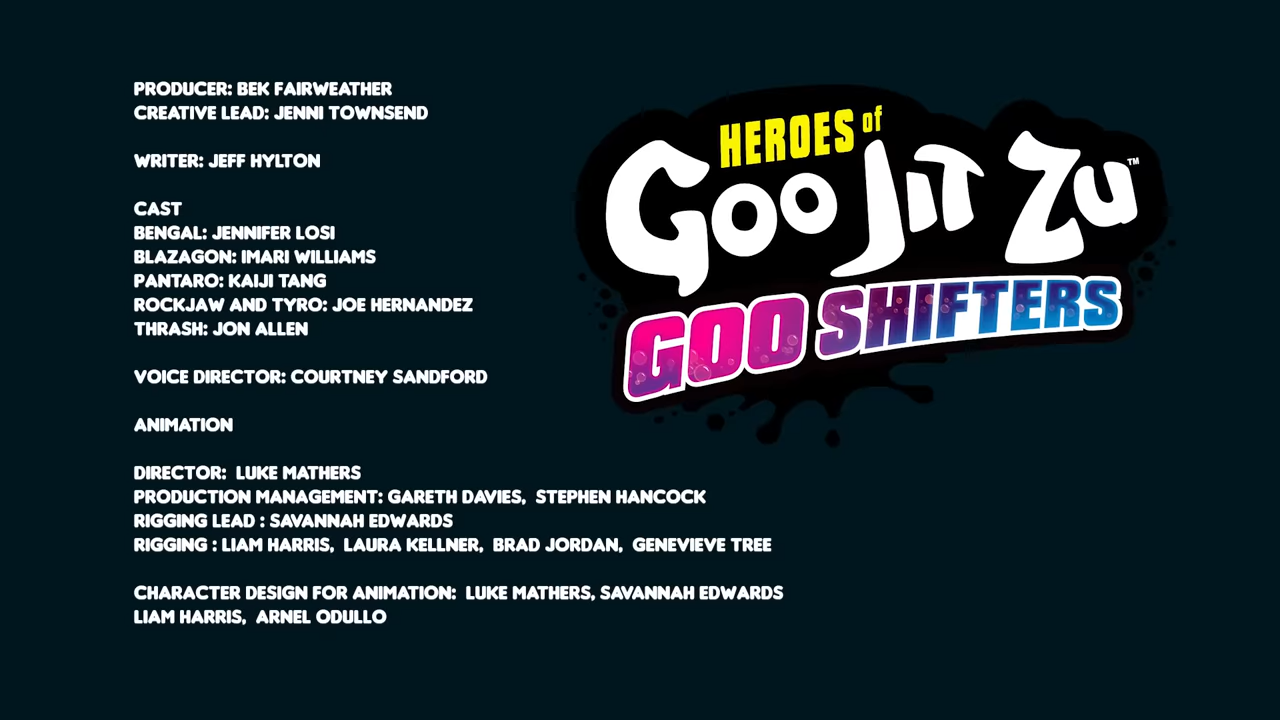 PRODUCER: BEK FAIRWEATHER
CREATIVE LEAD: JENNI TOWNSEND
WRITER: JEFF HYLTON
CAST
BENGAL: JENNIFER LOSI
BLAZAGON: IMARI WILLIAMS
PANTARO: KAIJI TANG
ROCKJAW AND TYRO: JOE HERNANDEZ
THRASH: JON ALLEN
VOICE DIRECTOR: COURTNEY SANDFORD
ANIMATION
DIRECTOR: LUKE MATHERS
PRODUCTION MANAGEMENT: GARETH DAVIES, STEPHEN HANCOCK
RIGGING LEAD : SAVANNAH EDWARDS
RIGGING : LIAM HARRIS, LAURA KELLNER, BRAD JORDAN, GENEVIEVE TREE
CHARACTER DESIGN FOR ANIMATION: LUKE MATHERS, SAVANNAH EDWARDS
LIAM HARRIS, ARNEL ODULLO
HEROES of
GOO JIT ZU™
GOO SHIFTERS